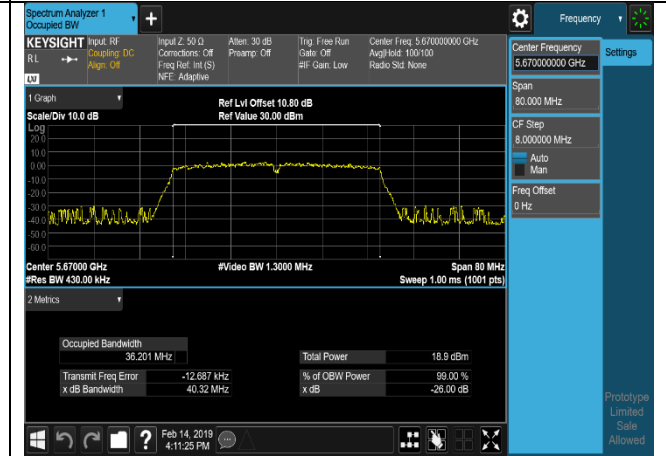 Spectrum Analyzer 1
Occupied BW
+
Frequency
KEYSIGHT
RL
LXI
Input: RF
Coupling: DC
Align: Off
Input Z: 50 Ω
Corrections: Off
Freq Ref: Int (S)
NFE: Adaptive
Atten: 30 dB
Preamp: Off
Trig: Free Run
Gate: Off
#IF Gain: Low
Center Freq: 5.670000000 GHz
Avg|Hold: 100/100
Radio Std: None
Center Frequency
5.670000000 GHz
Settings
Span
80.000 MHz
CF Step
8.000000 MHz
Auto
Man
Freq Offset
0 Hz
1 Graph
Scale/Div 10.0 dB
Ref Lvl Offset 10.80 dB
Ref Value 30.00 dBm
Log
20.0
10.0
0.00
-10.0
-20.0
-30.0
-40.0
-50.0
-60.0
Center 5.67000 GHz
#Video BW 1.3000 MHz
Span 80 MHz
#Res BW 430.00 kHz
Sweep 1.00 ms (1001 pts)
2 Metrics
Occupied Bandwidth
36.201 MHz
Total Power 18.9 dBm
Transmit Freq Error -12.687 kHz
% of OBW Power 99.00 %
x dB Bandwidth 40.32 MHz
x dB -26.00 dB
Prototype
Limited
Sale
Allowed
?
Feb 14, 2019
4:11:25 PM